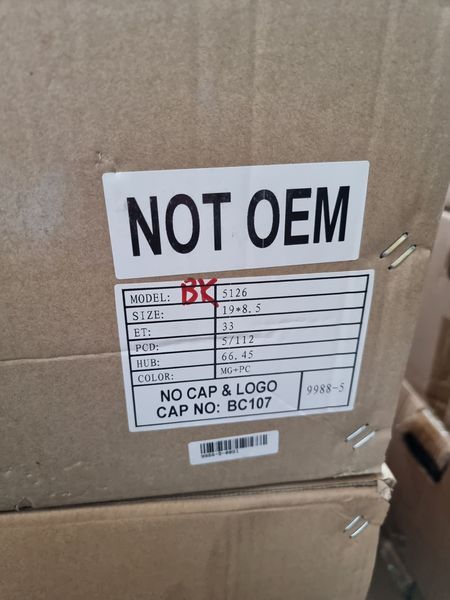 NOT OEM
MODEL: BK 5126
SIZE: 19*8.5
ET: 33
PCD: 5/112
HUB: 66.45
COLOR: MG+PC
NO CAP & LOGO
CAP NO: BC107
9988-5